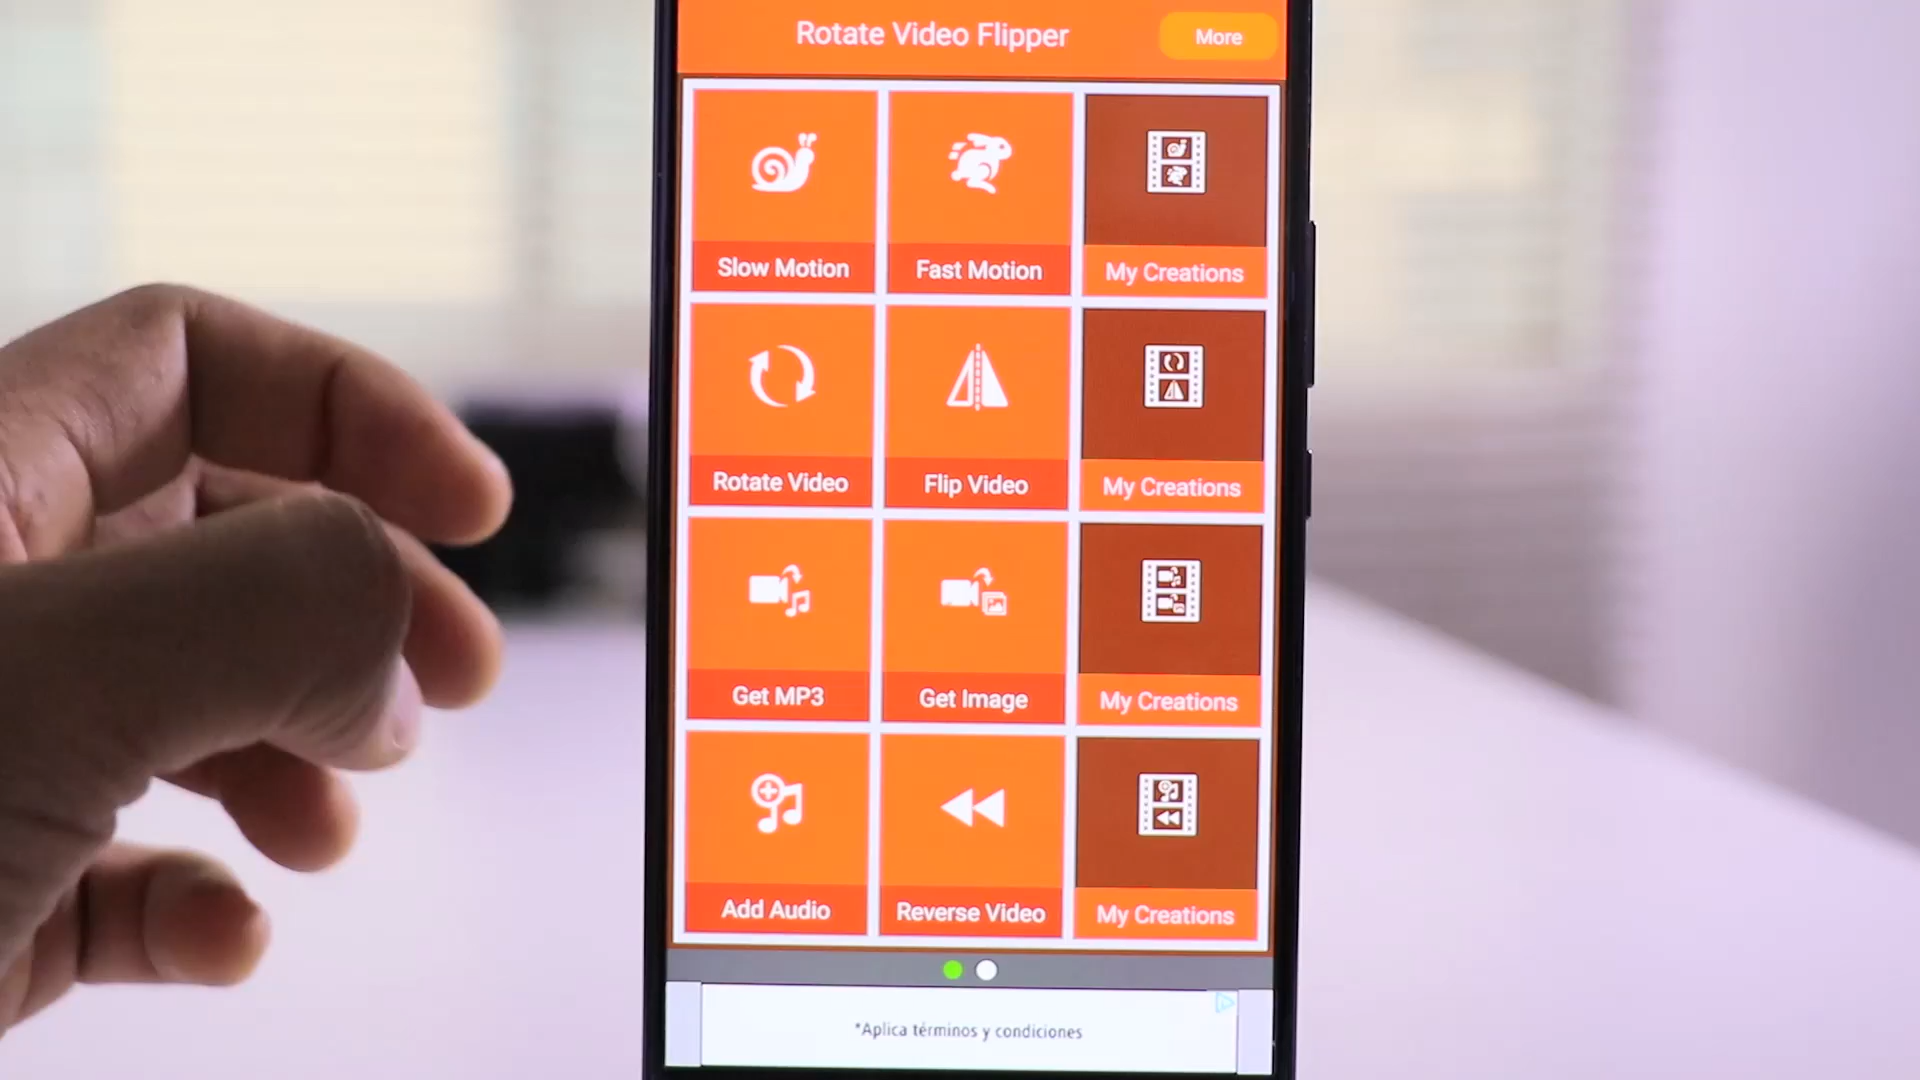 Rotate Video Flipper
More
Slow Motion
Fast Motion
My Creations
Rotate Video
Flip Video
My Creations
Get MP3
Get Image
My Creations
Add Audio
Reverse Video
My Creations
*Aplica términos y condiciones